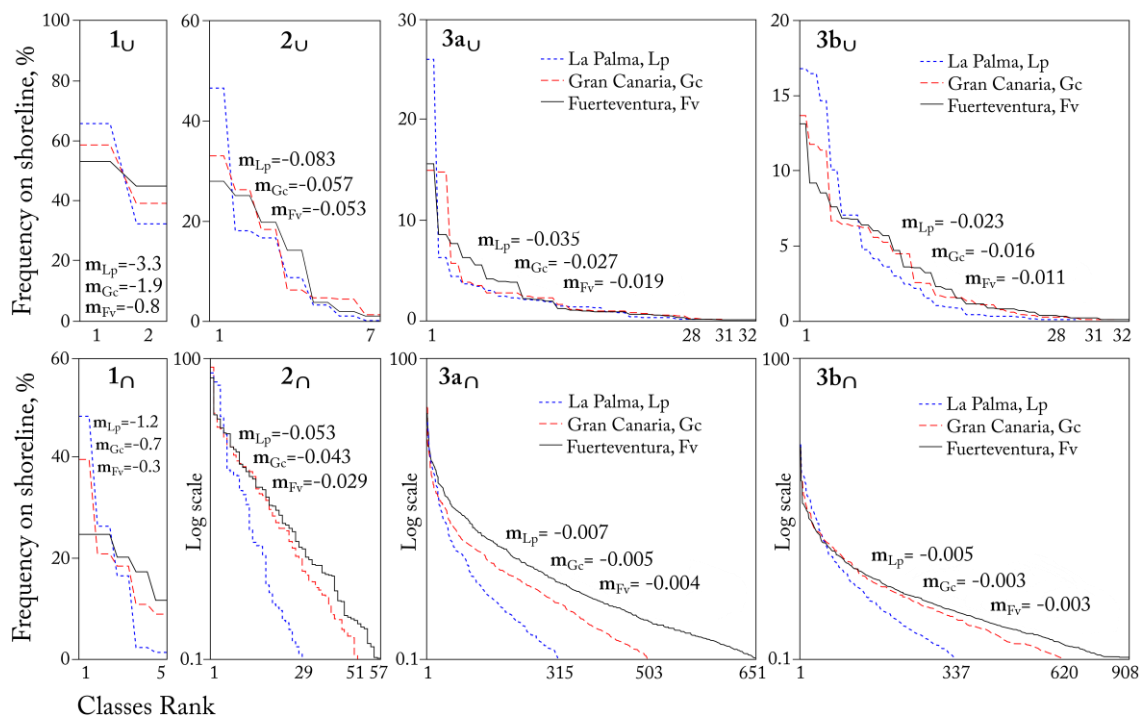 Frequency on shoreline, %
100
80
60
40
20
0
1∪
m_Lp=-3.3
m_Gc=-1.9
m_Fv=-0.8
1 2
60
40
20
0
2∪
m_Lp=-0.083
m_Gc=-0.057
m_Fv=-0.053
1 7
30
20
10
0
3a∪
La Palma, Lp
Gran Canaria, Gc
Fuerteventura, Fv
m_Lp= -0.035
m_Gc= -0.027
m_Fv= -0.019
1 28 31 32
20
15
10
5
0
3b∪
La Palma, Lp
Gran Canaria, Gc
Fuerteventura, Fv
m_Lp= -0.023
m_Gc= -0.016
m_Fv= -0.011
1 28 31 32
Frequency on shoreline, %
60
40
20
0
1∩
m_Lp=-1.2
m_Gc=-0.7
m_Fv=-0.3
1 5
100
Log scale
0.1
2∩
m_Lp=-0.053
m_Gc=-0.043
m_Fv=-0.029
1 29 51 57
100
Log scale
0.1
3a∩
La Palma, Lp
Gran Canaria, Gc
Fuerteventura, Fv
m_Lp= -0.007
m_Gc= -0.005
m_Fv= -0.004
1 315 503 651
100
Log scale
0.1
3b∩
La Palma, Lp
Gran Canaria, Gc
Fuerteventura, Fv
m_Lp= -0.005
m_Gc= -0.003
m_Fv= -0.003
1 337 620 908
Classes Rank